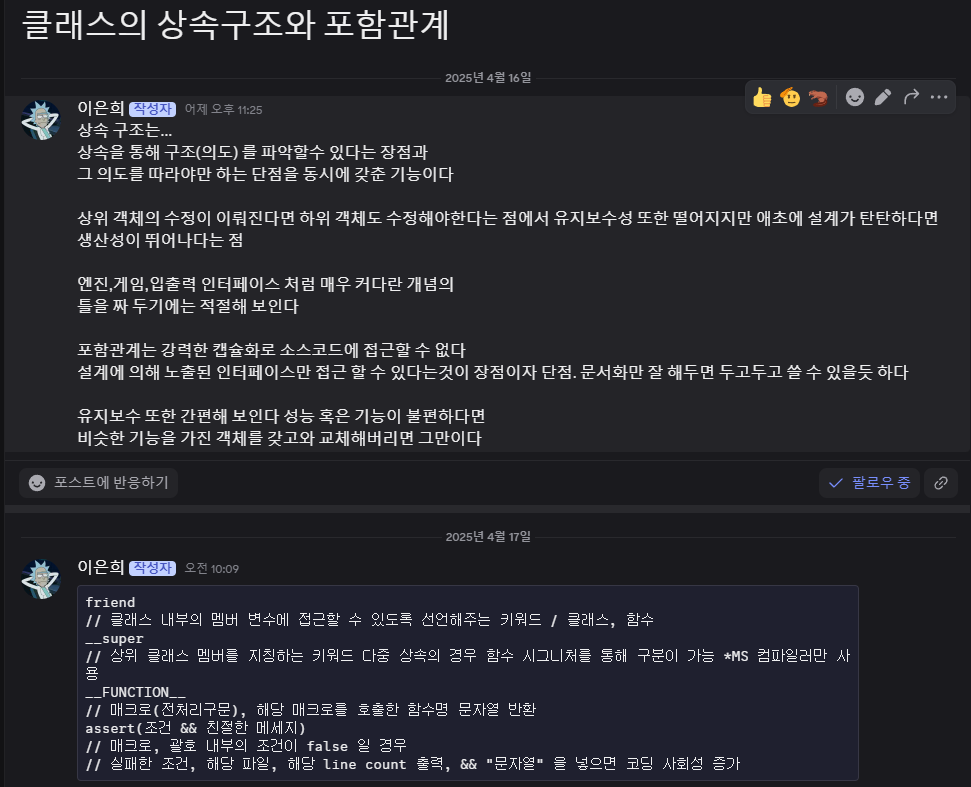 클래스의 상속구조와 포함관계
2025년 4월 16일
이은희 작성자 어제 오후 11:25
상속 구조는...
상속을 통해 구조(의도) 를 파악할수 있다는 장점과
그 의도를 따라야만 하는 단점을 동시에 갖춘 기능이다
상위 객체의 수정이 이뤄진다면 하위 객체도 수정해야한다는 점에서 유지보수성 또한 떨어지지만 애초에 설계가 탄탄하다면
생산성이 뛰어나다는 점
엔진,게임,입출력 인터페이스 처럼 매우 커다란 개념의
틀을 짜 두기에는 적절해 보인다
포함관계는 강력한 캡슐화로 소스코드에 접근할 수 없다
설계에 의해 노출된 인터페이스만 접근 할 수 있다는것이 장점이자 단점. 문서화만 잘 해두면 두고두고 쓸 수 있을듯 하다
유지보수 또한 간편해 보인다 성능 혹은 기능이 불편하다면
비슷한 기능을 가진 객체를 갖고와 교체해버리면 그만이다
포스트에 반응하기
팔로우 중
2025년 4월 17일
이은희 작성자 오전 10:09
friend
// 클래스 내부의 멤버 변수에 접근할 수 있도록 선언해주는 키워드 / 클래스, 함수
__super
// 상위 클래스 멤버를 지칭하는 키워드 다중 상속의 경우 함수 시그니처를 통해 구분이 가능 *MS 컴파일러만 사
용
__FUNCTION__
// 매크로(전처리구문), 해당 매크로를 호출한 함수명 문자열 반환
assert(조건 && 친절한 메세지)
// 매크로, 괄호 내부의 조건이 false 일 경우
// 실패한 조건, 해당 파일, 해당 line count 출력, && "문자열" 을 넣으면 코딩 사회성 증가